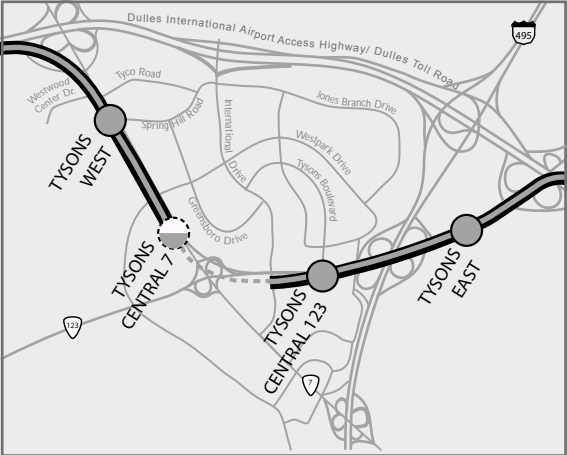 Dulles International Airport Access Highway/ Dulles Toll Road
495
Westwood
Center Dr.
Tyco Road
Jones Branch Drive
Spring Hill Road
International Drive
Westpark Drive
TYSONS
WEST
Tysons Boulevard
Greensboro Drive
TYSONS
CENTRAL 7
TYSONS
EAST
TYSONS
CENTRAL 123
123
7